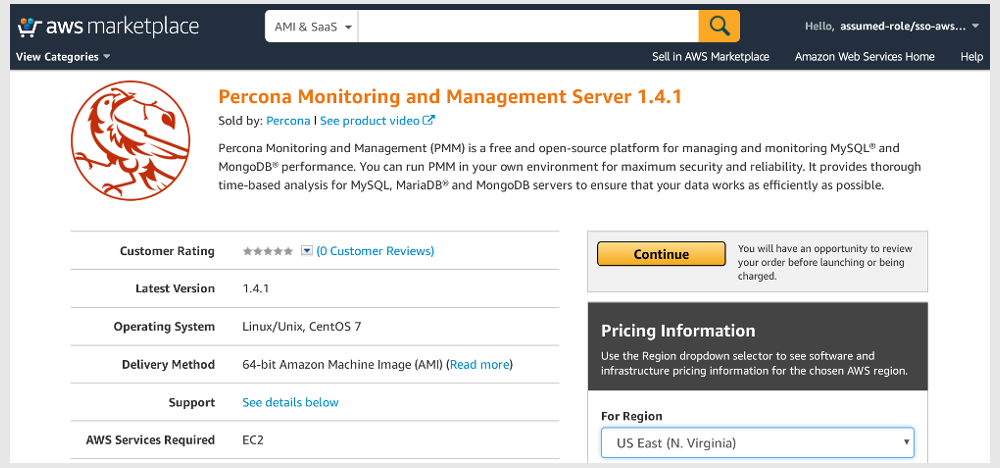 aws marketplace
AMI & SaaS
Hello, assumed-role/sso-aws...
View Categories
Sell in AWS Marketplace
Amazon Web Services Home
Help
Percona Monitoring and Management Server 1.4.1
Sold by: Percona | See product video
Percona Monitoring and Management (PMM) is a free and open-source platform for managing and monitoring MySQL® and
MongoDB® performance. You can run PMM in your own environment for maximum security and reliability. It provides thorough
time-based analysis for MySQL, MariaDB® and MongoDB servers to ensure that your data works as efficiently as possible.
Customer Rating (0 Customer Reviews)
Latest Version 1.4.1
Operating System Linux/Unix, CentOS 7
Delivery Method 64-bit Amazon Machine Image (AMI) (Read more)
Support See details below
AWS Services Required EC2
Continue
You will have an opportunity to review
your order before launching or being
charged.
Pricing Information
Use the Region dropdown selector to see software and
infrastructure pricing information for the chosen AWS region.
For Region
US East (N. Virginia)